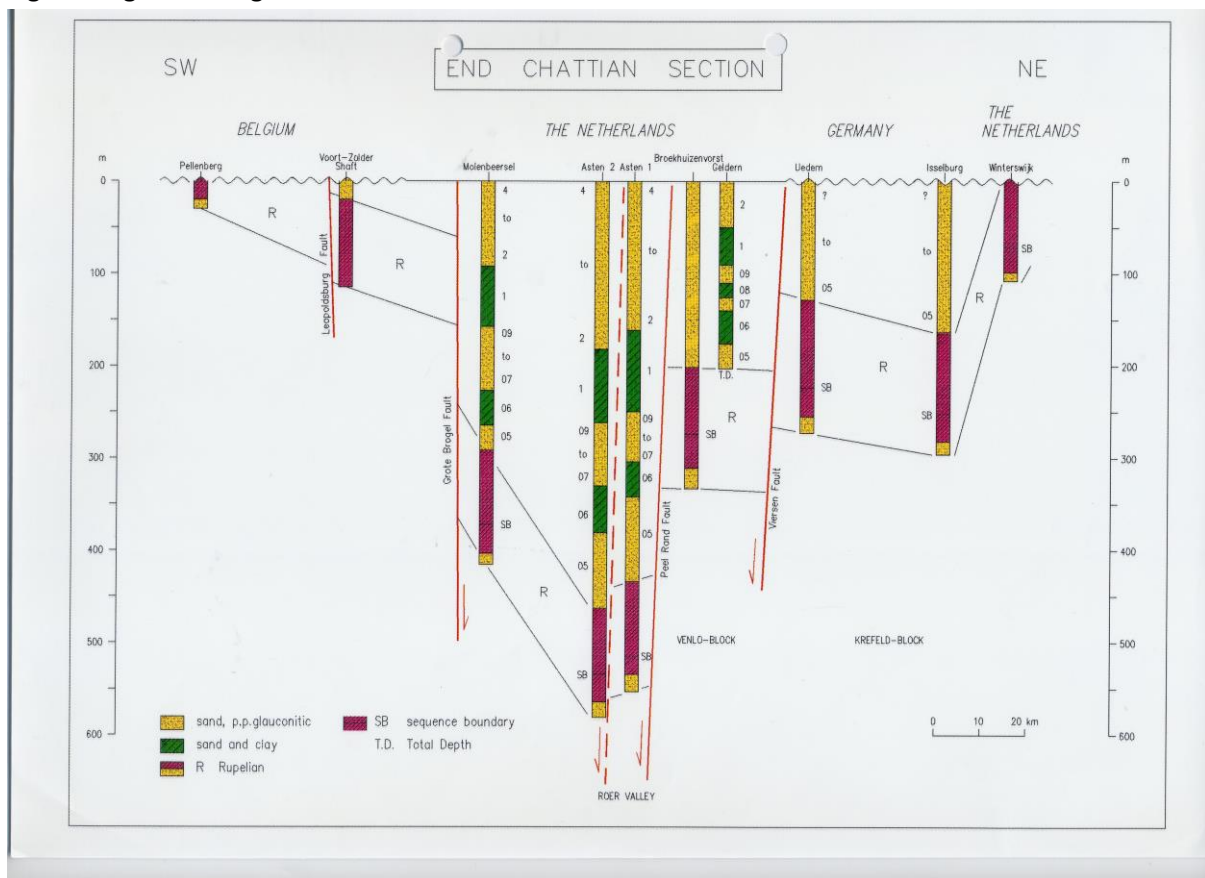 SW
END CHATTIAN SECTION
NE
BELGIUM
THE NETHERLANDS
GERMANY
THE
NETHERLANDS
m
Pellenberg
Voort-Zolder
Shaft
Molenbeersel
Asten 2
Asten 1
Broekhuizenvorst
Geldern
Uedem
Isselburg
Winterswijk
m
0
100
200
300
400
500
600
R
Leopoldsburg Fault
R
Grote Brogel Fault
4
to
2
1
09
to
07
06
05
SB
R
4
to
2
1
09
to
07
06
05
SB
4
to
2
1
09
to
07
06
05
SB
Peel Rand Fault
SB
R
2
1
09
08
07
06
05
T.D.
Viersen Fault
?
to
05
SB
R
?
to
05
SB
R
SB
0
100
200
300
400
500
600
VENLO-BLOCK
KREFELD-BLOCK
ROER VALLEY
sand, p.p.glauconitic
sand and clay
R Rupelian
SB sequence boundary
T.D. Total Depth
0 10 20 km